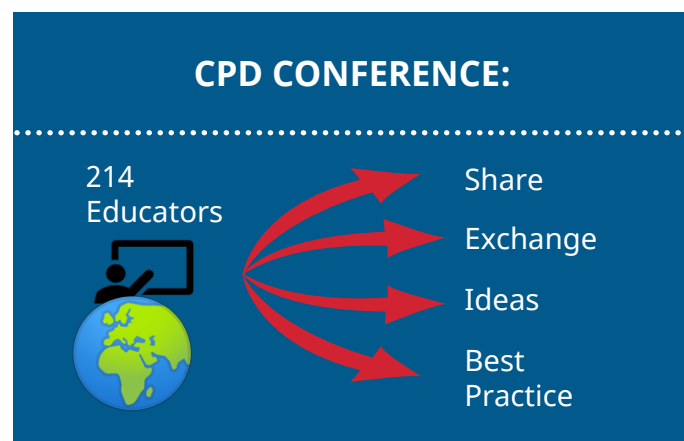 CPD CONFERENCE:
214
Educators
Share
Exchange
Ideas
Best
Practice